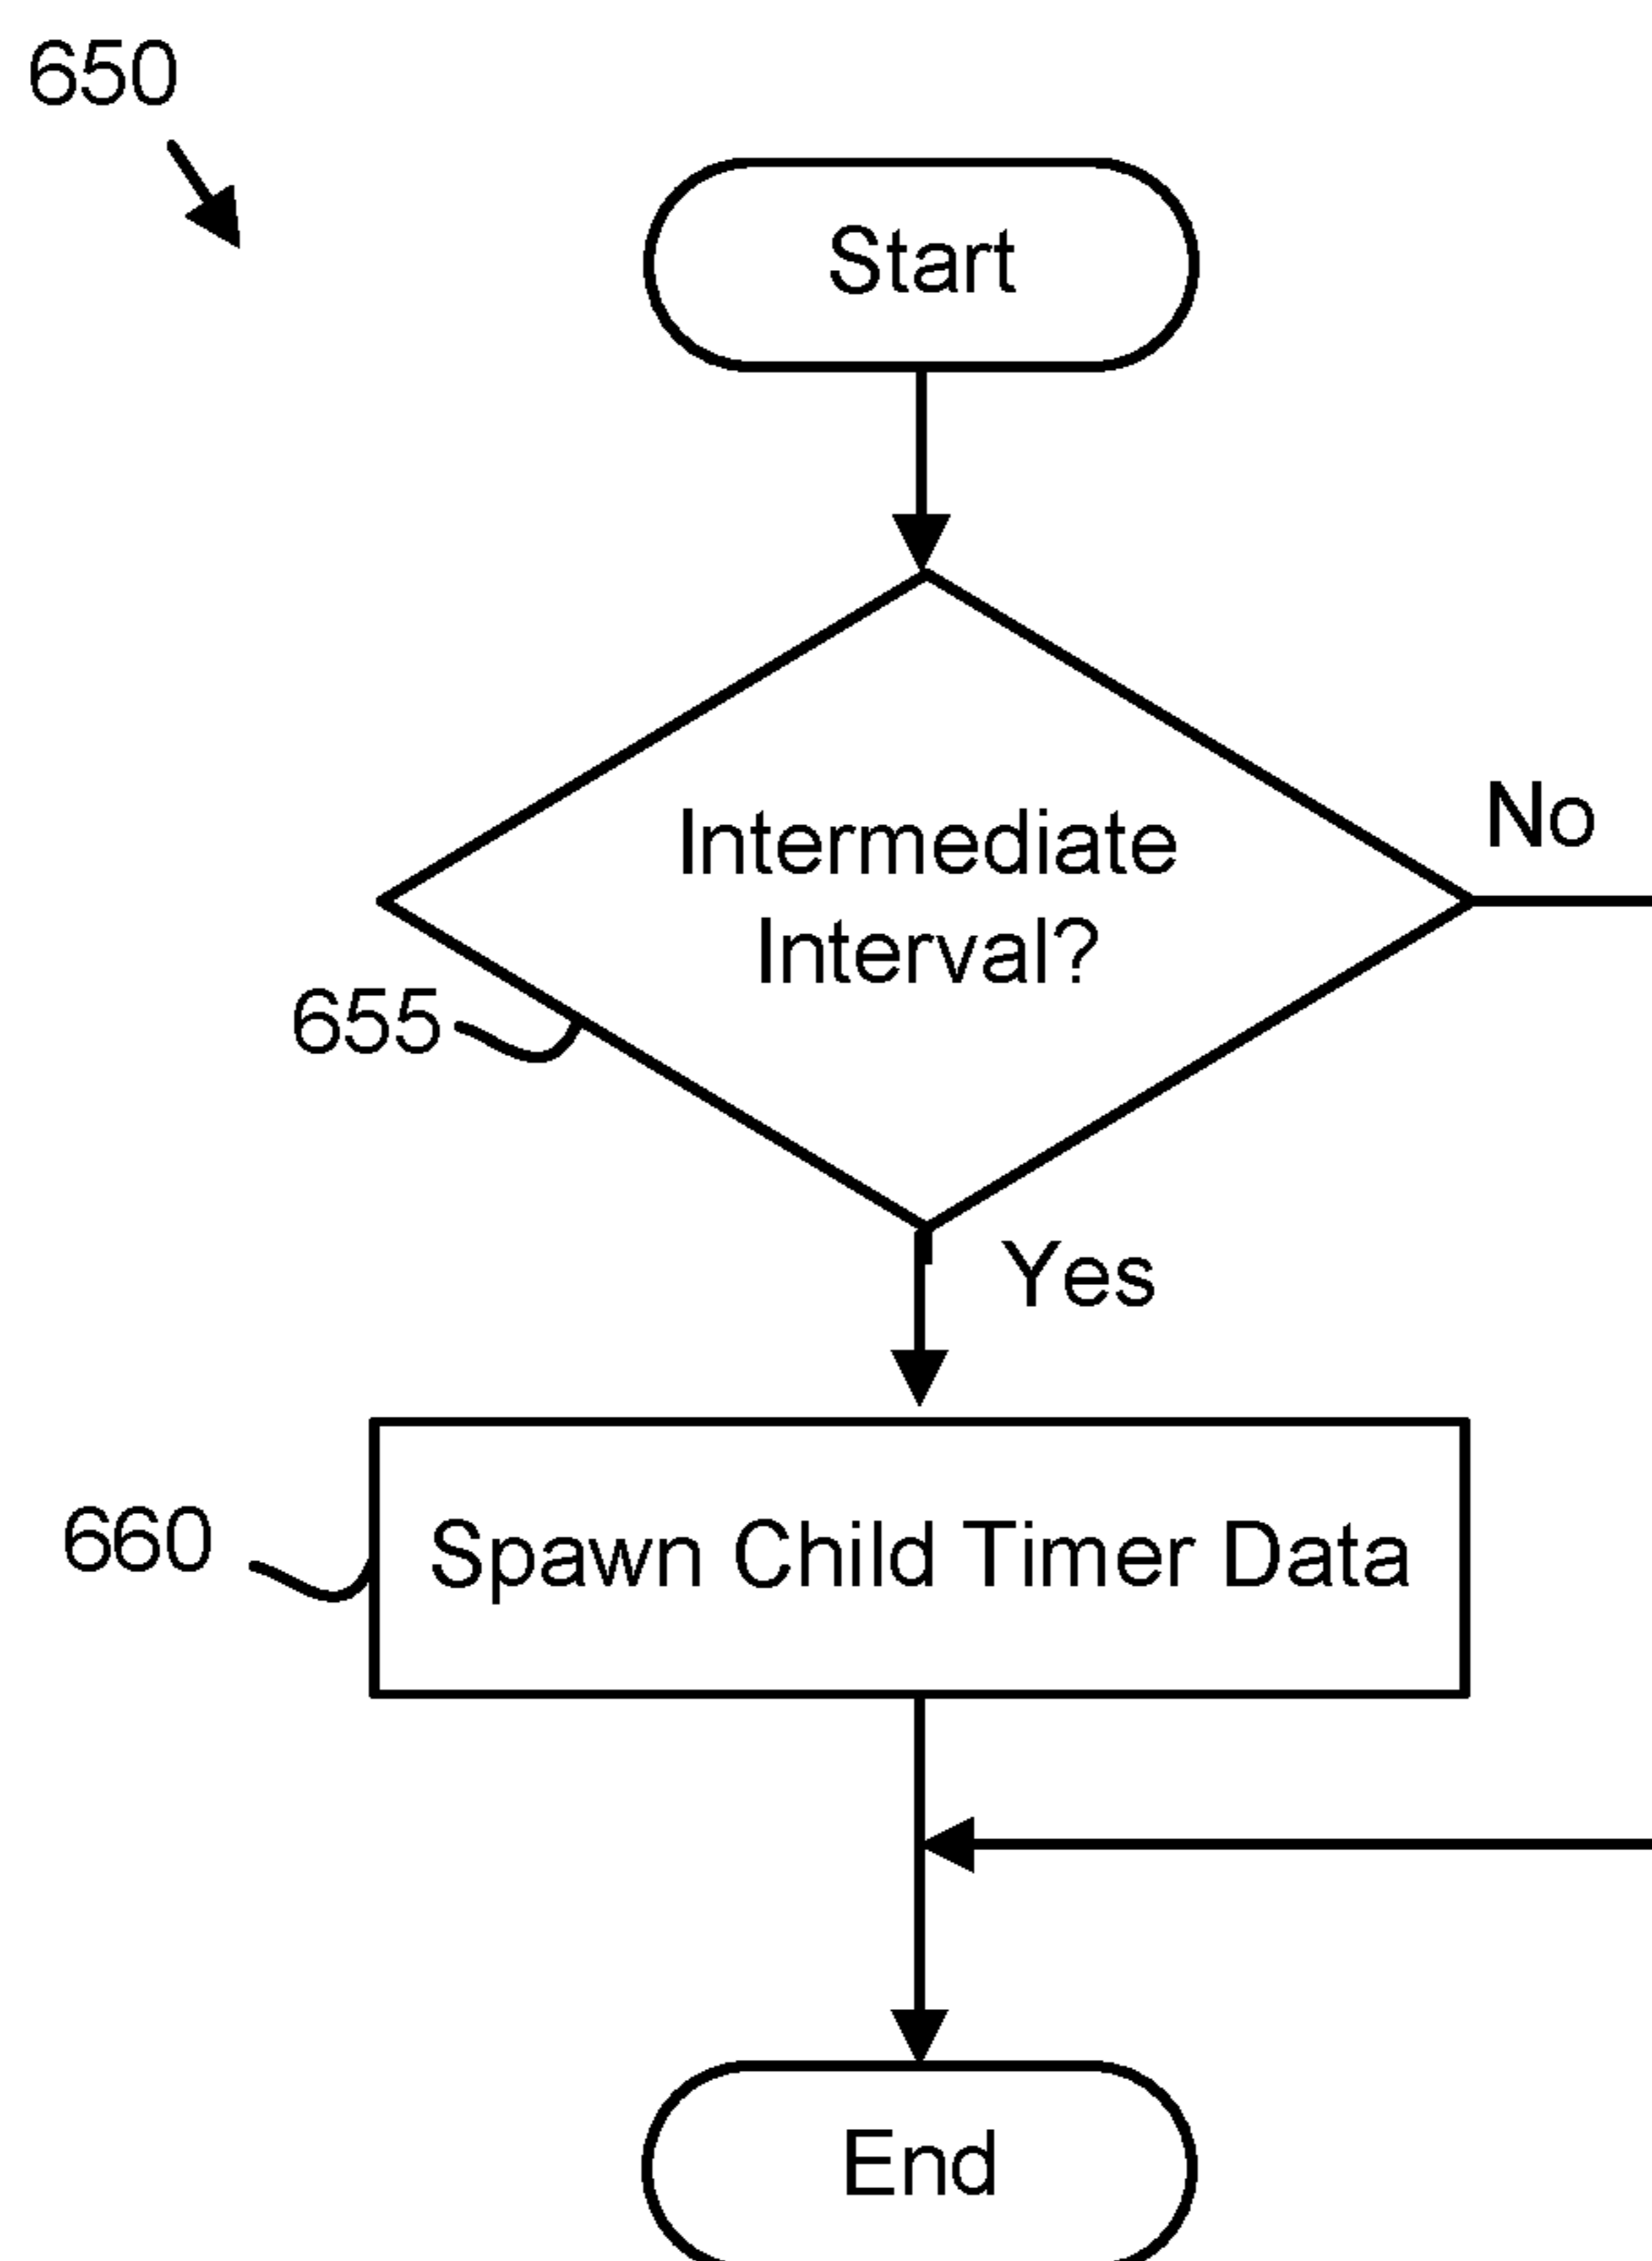 650
Start
Intermediate
Interval?
No
655
Yes
660
Spawn Child Timer Data
End